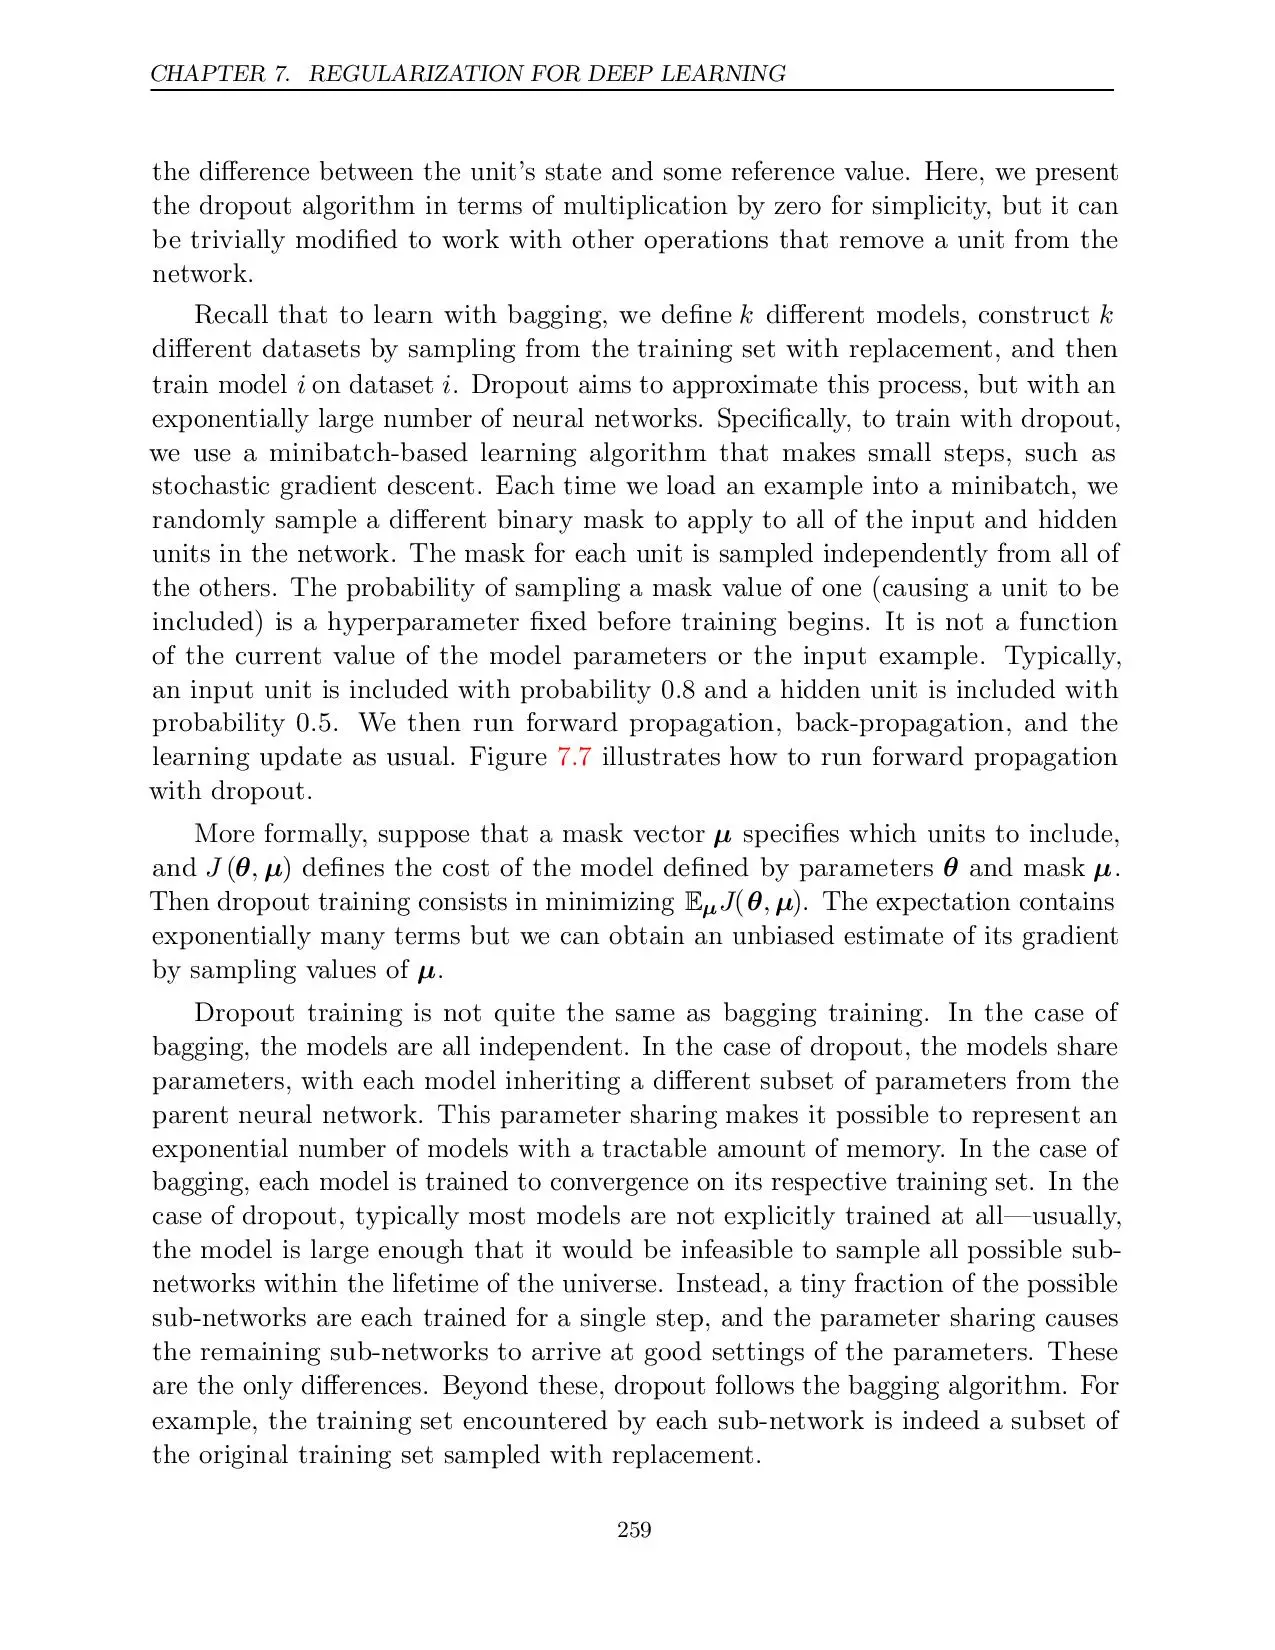 CHAPTER 7. REGULARIZATION FOR DEEP LEARNING
the difference between the unit’s state and some reference value. Here, we present
the dropout algorithm in terms of multiplication by zero for simplicity, but it can
be trivially modified to work with other operations that remove a unit from the
network.
Recall that to learn with bagging, we define k different models, construct k
different datasets by sampling from the training set with replacement, and then
train model i on dataset i. Dropout aims to approximate this process, but with an
exponentially large number of neural networks. Specifically, to train with dropout,
we use a minibatch-based learning algorithm that makes small steps, such as
stochastic gradient descent. Each time we load an example into a minibatch, we
randomly sample a different binary mask to apply to all of the input and hidden
units in the network. The mask for each unit is sampled independently from all of
the others. The probability of sampling a mask value of one (causing a unit to be
included) is a hyperparameter fixed before training begins. It is not a function
of the current value of the model parameters or the input example. Typically,
an input unit is included with probability 0.8 and a hidden unit is included with
probability 0.5. We then run forward propagation, back-propagation, and the
learning update as usual. Figure 7.7 illustrates how to run forward propagation
with dropout.
More formally, suppose that a mask vector μ specifies which units to include,
and J(θ, μ) defines the cost of the model defined by parameters θ and mask μ.
Then dropout training consists in minimizing 𝔼μJ(θ, μ). The expectation contains
exponentially many terms but we can obtain an unbiased estimate of its gradient
by sampling values of μ.
Dropout training is not quite the same as bagging training. In the case of
bagging, the models are all independent. In the case of dropout, the models share
parameters, with each model inheriting a different subset of parameters from the
parent neural network. This parameter sharing makes it possible to represent an
exponential number of models with a tractable amount of memory. In the case of
bagging, each model is trained to convergence on its respective training set. In the
case of dropout, typically most models are not explicitly trained at all—usually,
the model is large enough that it would be infeasible to sample all possible sub-
networks within the lifetime of the universe. Instead, a tiny fraction of the possible
sub-networks are each trained for a single step, and the parameter sharing causes
the remaining sub-networks to arrive at good settings of the parameters. These
are the only differences. Beyond these, dropout follows the bagging algorithm. For
example, the training set encountered by each sub-network is indeed a subset of
the original training set sampled with replacement.
259